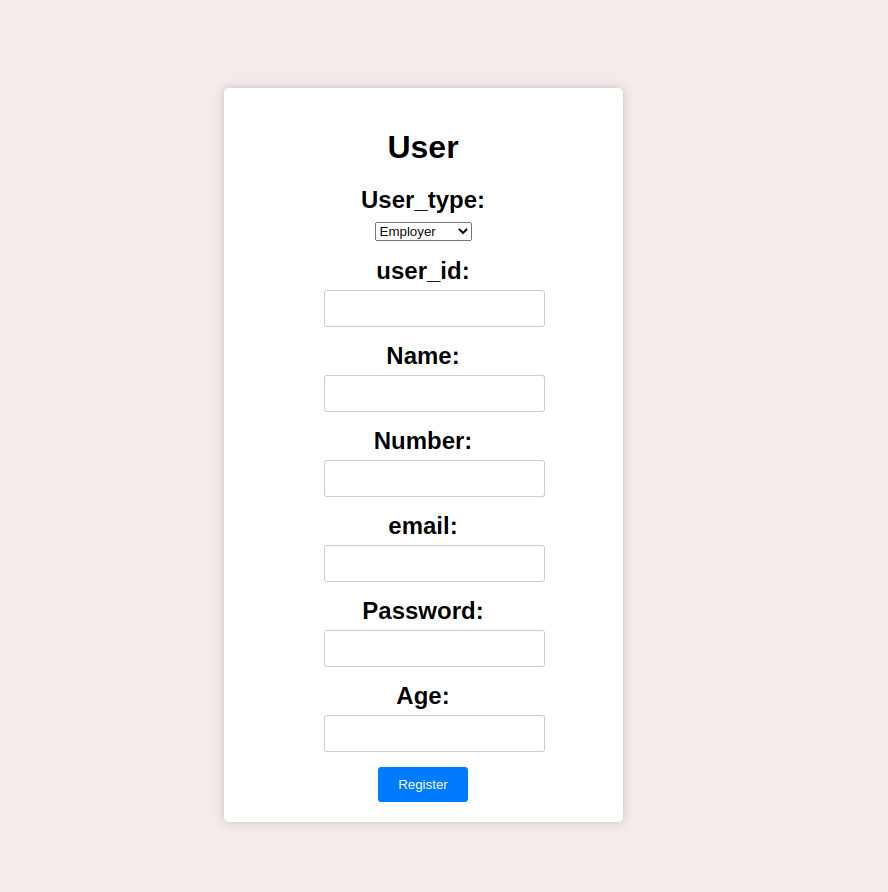 User
User_type:
Employer
user_id:
Name:
Number:
email:
Password:
Age:
Register